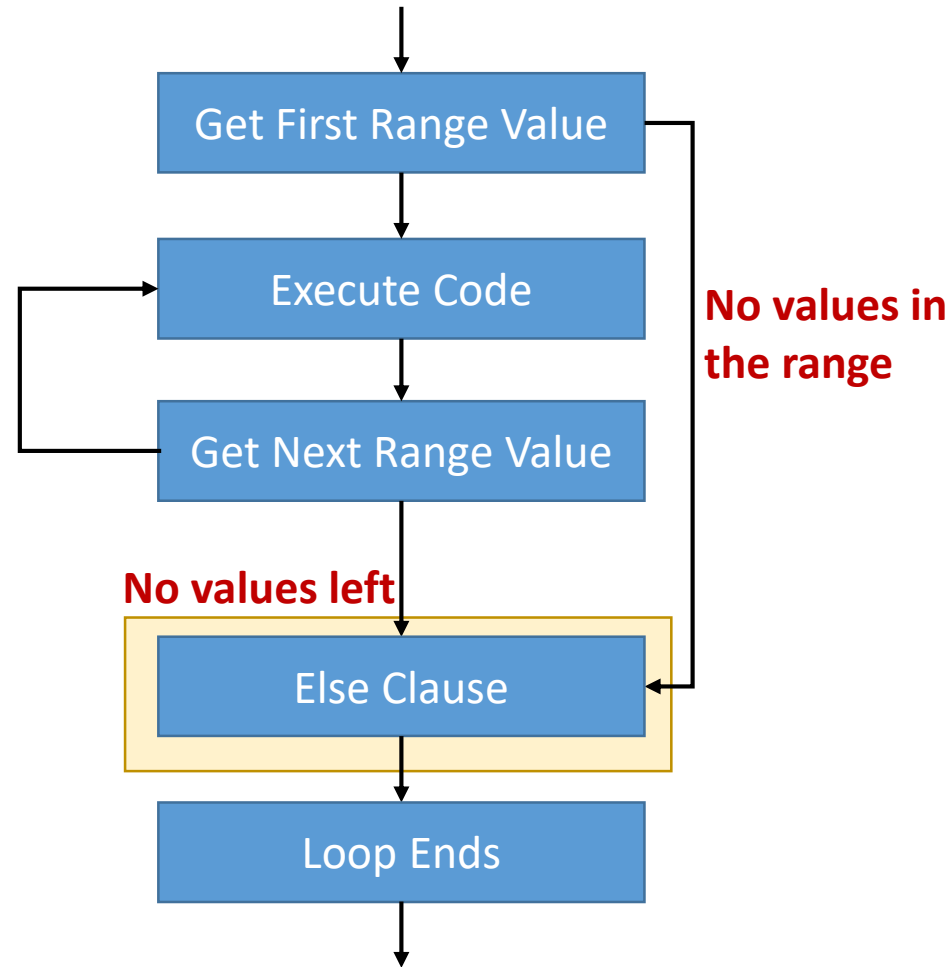 Get First Range Value
Execute Code
No values in
the range
Get Next Range Value
No values left
Else Clause
Loop Ends